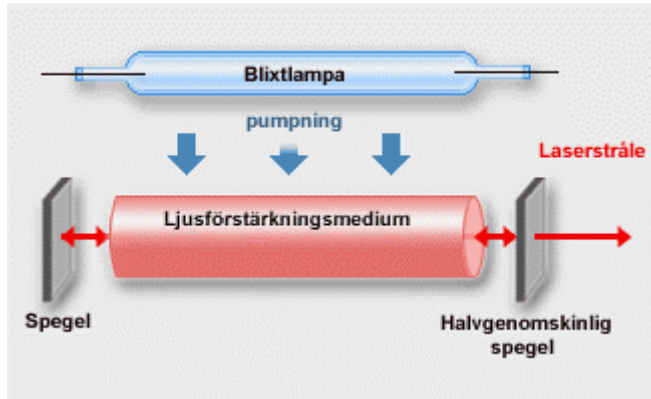 Blixtlampa
pumpning
Laserstråle
Ljusförstärkningsmedium
Spegel
Halvgenomskinlig
spegel